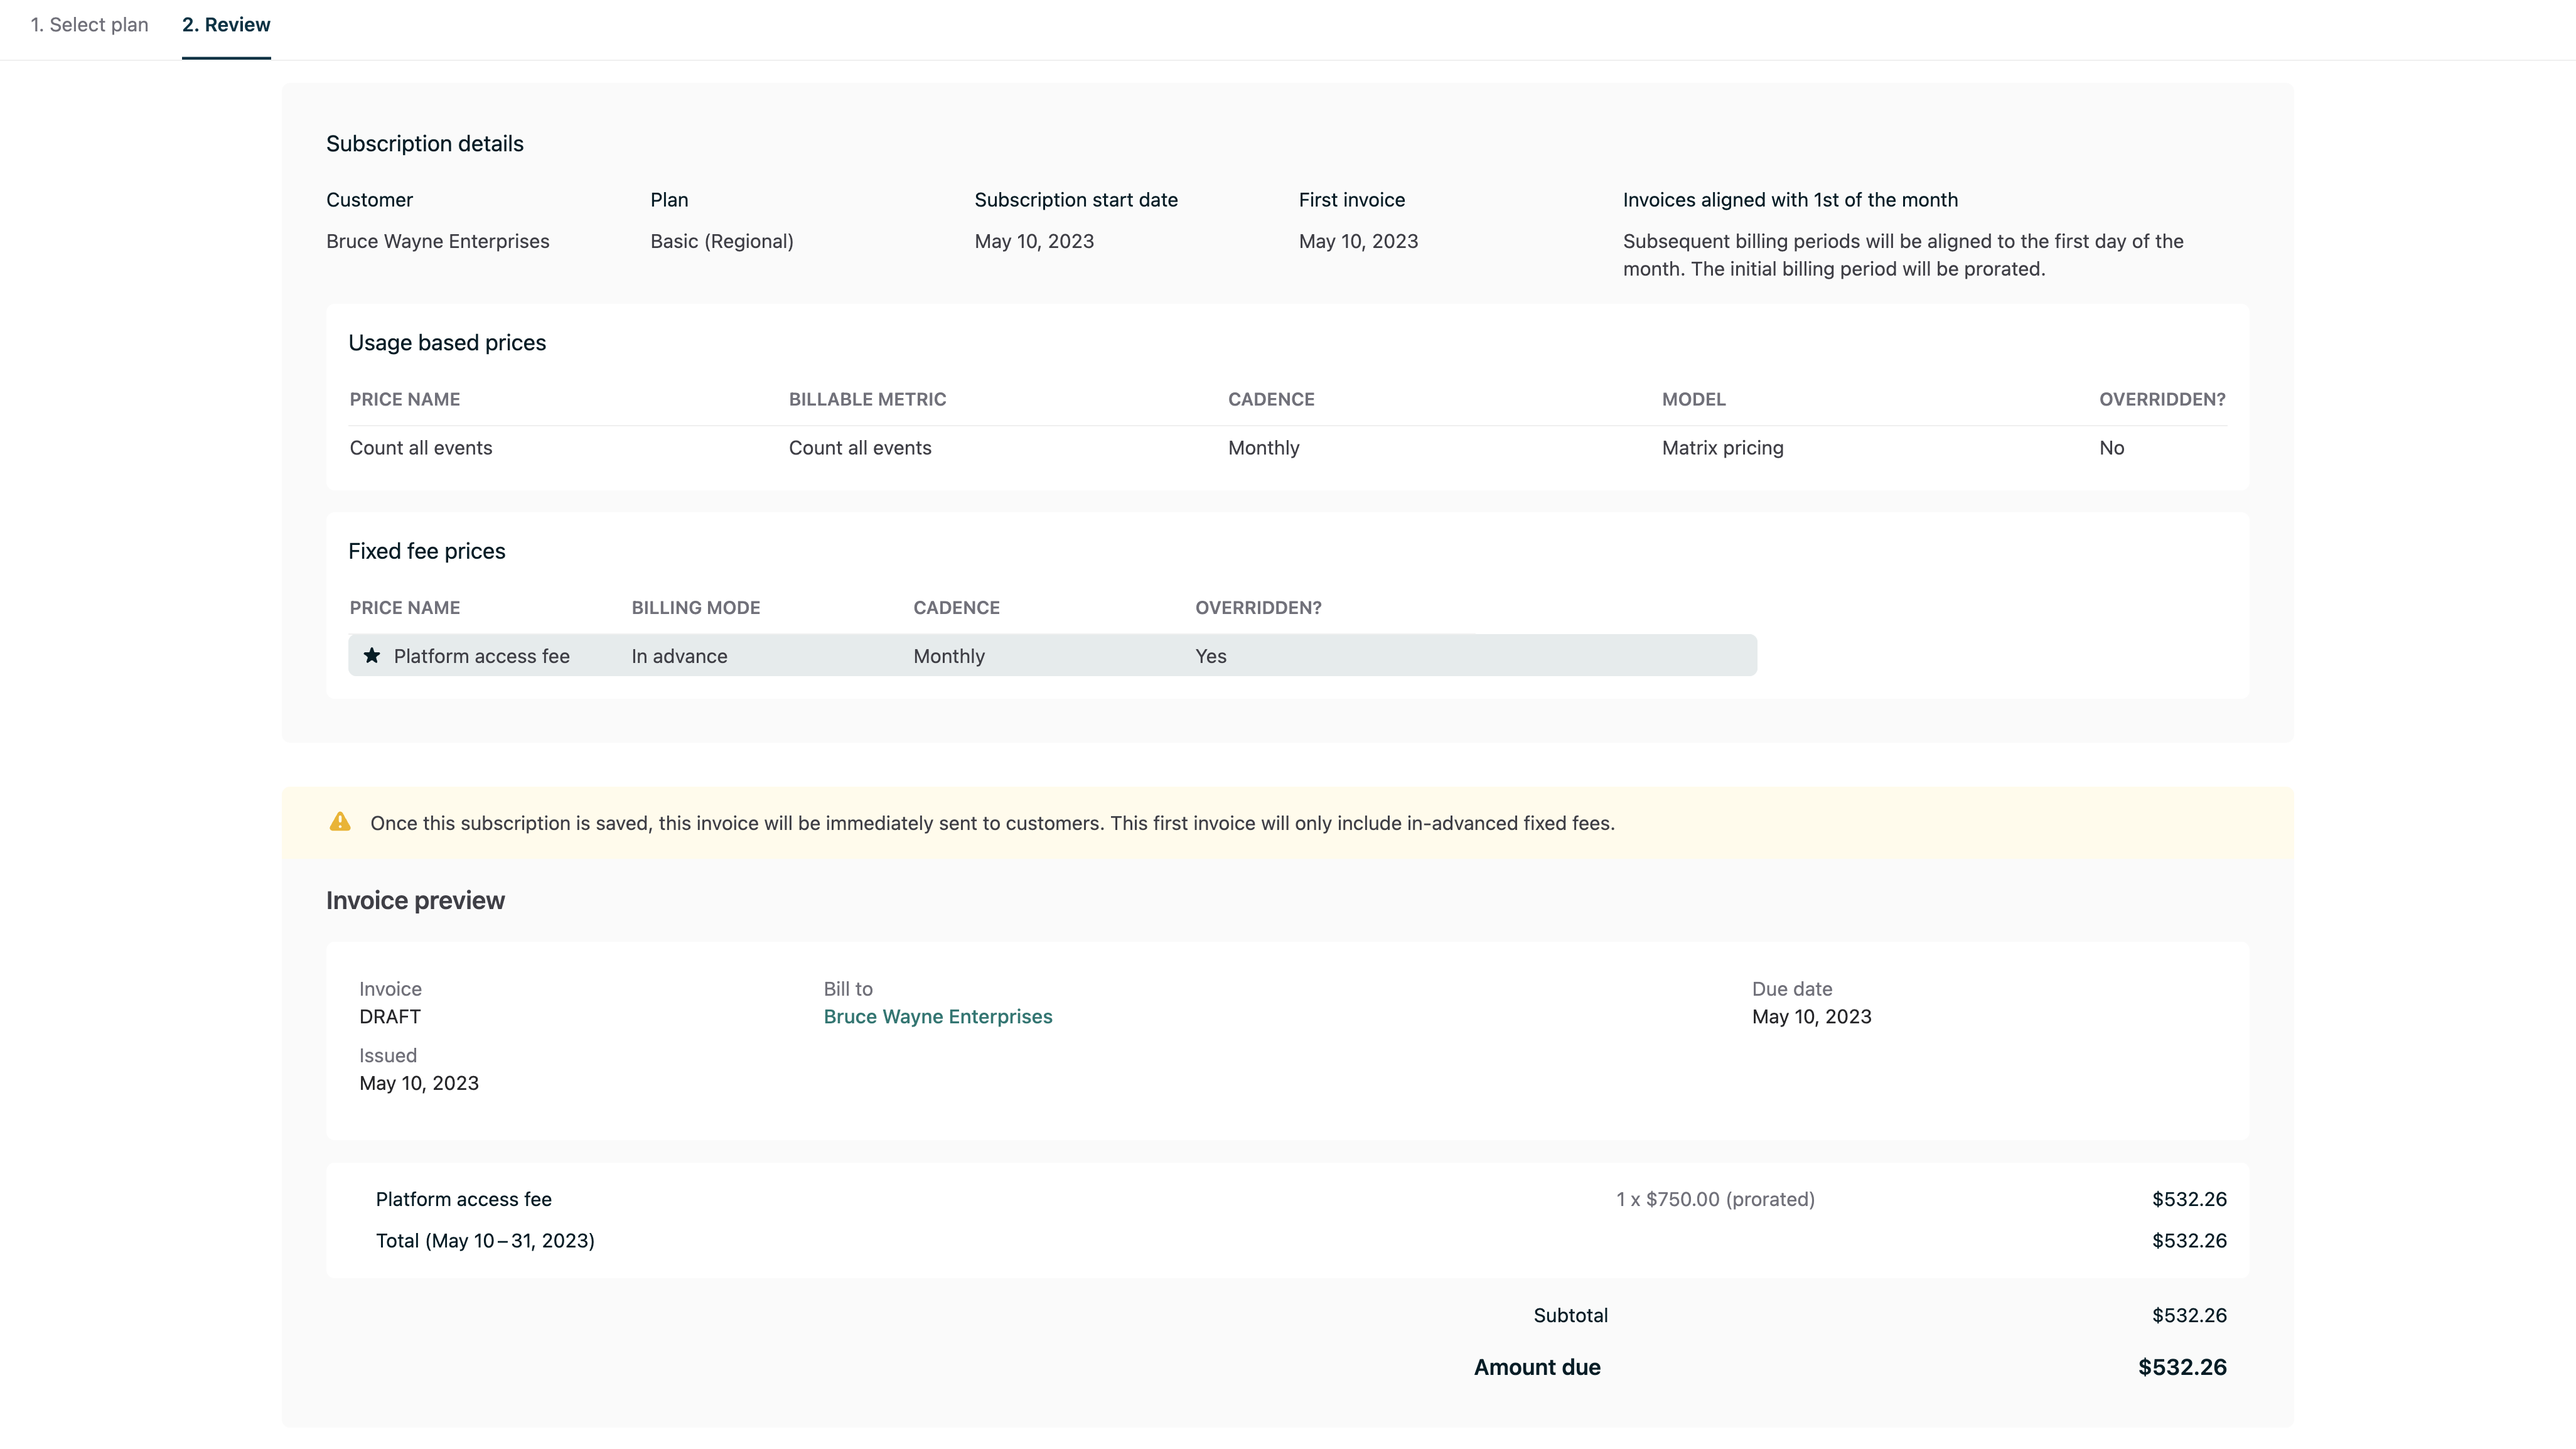 1. Select plan
2. Review
Subscription details
Customer
Bruce Wayne Enterprises
Plan
Basic (Regional)
Subscription start date
May 10, 2023
First invoice
May 10, 2023
Invoices aligned with 1st of the month
Subsequent billing periods will be aligned to the first day of the
month. The initial billing period will be prorated.
Usage based prices
PRICE NAME BILLABLE METRIC CADENCE MODEL OVERRIDDEN?
Count all events Count all events Monthly Matrix pricing No
Fixed fee prices
PRICE NAME BILLING MODE CADENCE OVERRIDDEN?
Platform access fee In advance Monthly Yes
Once this subscription is saved, this invoice will be immediately sent to customers. This first invoice will only include in-advanced fixed fees.
Invoice preview
Invoice
DRAFT
Issued
May 10, 2023
Bill to
Bruce Wayne Enterprises
Due date
May 10, 2023
Platform access fee 1 x $750.00 (prorated) $532.26
Total (May 10 – 31, 2023) $532.26
Subtotal $532.26
Amount due $532.26